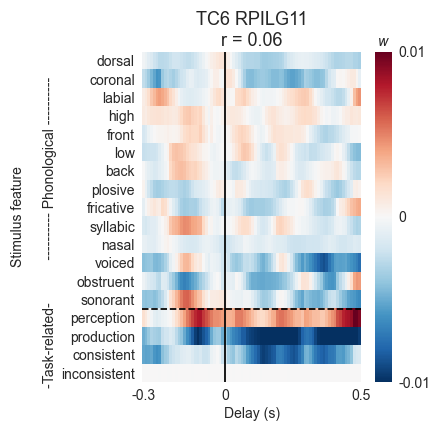 TC6 RPILG11
r = 0.06
w
dorsal
coronal
labial
high
front
low
back
plosive
fricative
syllabic
nasal
voiced
obstruent
sonorant
perception
production
consistent
inconsistent
Stimulus feature
-Task-related- ---------- Phonological ----------
0.01
0
-0.01
-0.3
0
0.5
Delay (s)